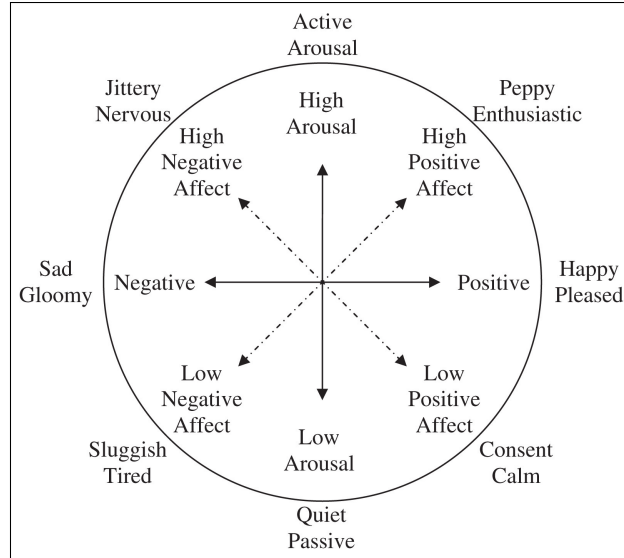 Active
Arousal
Jittery
Nervous
Peppy
Enthusiastic
High
Arousal
High
Negative
Affect
High
Positive
Affect
Sad
Gloomy
Negative
Positive
Happy
Pleased
Low
Negative
Affect
Low
Positive
Affect
Low
Arousal
Sluggish
Tired
Consent
Calm
Quiet
Passive